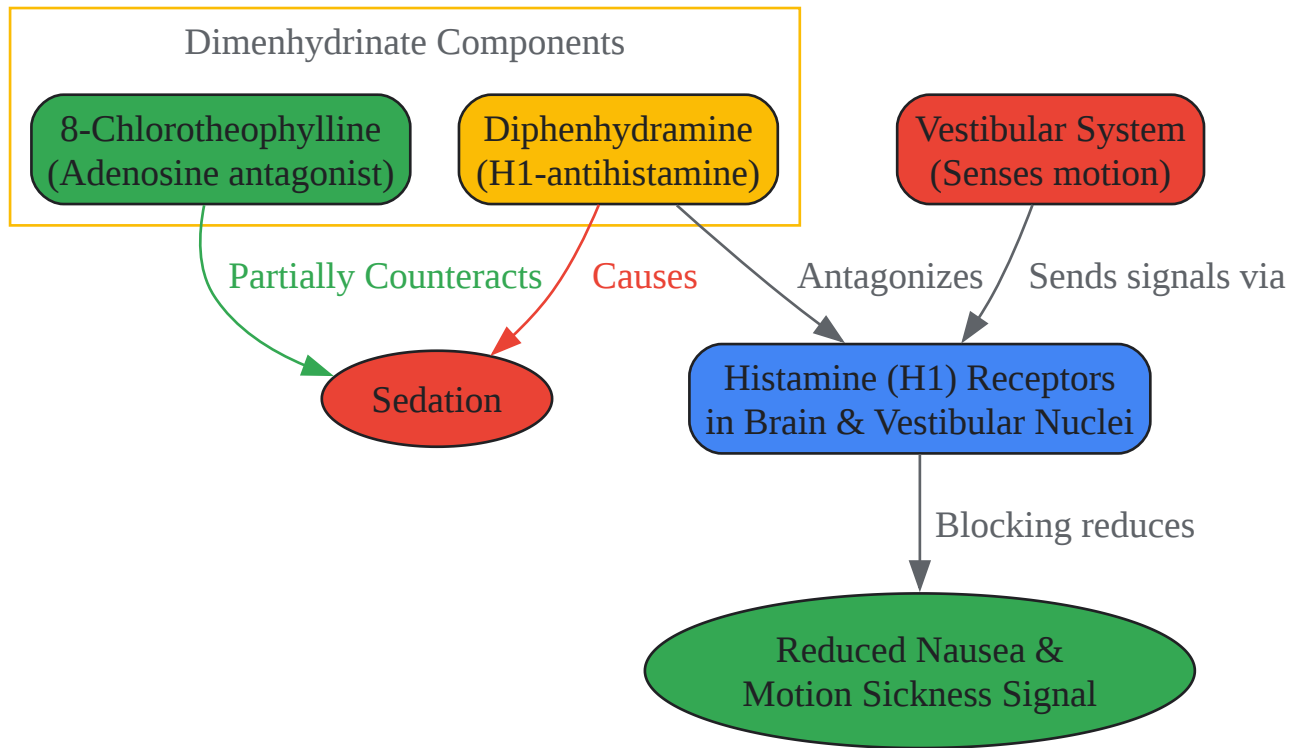 Dimenhydrinate Components
8-Chlorotheophylline
(Adenosine antagonist)
Diphenhydramine
(H1-antihistamine)
Vestibular System
(Senses motion)
Partially Counteracts
Causes
Antagonizes
Sends signals via
Sedation
Histamine (H1) Receptors
in Brain & Vestibular Nuclei
Blocking reduces
Reduced Nausea &
Motion Sickness Signal